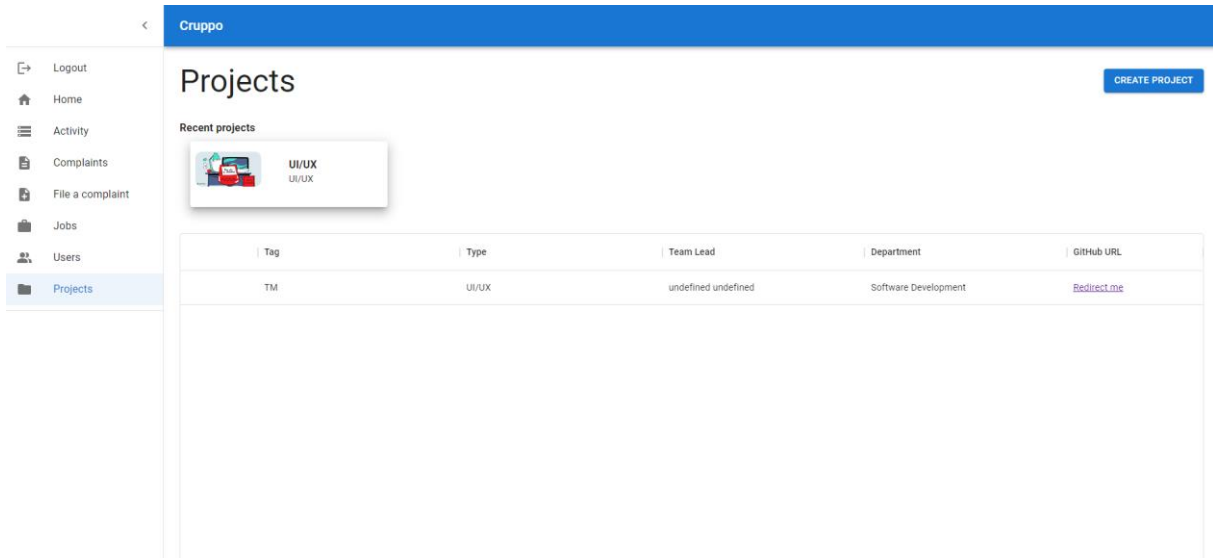 Cruppo
Logout
Home
Activity
Complaints
File a complaint
Jobs
Users
Projects
Projects
CREATE PROJECT
Recent projects
UI/UX
UI/UX
Tag Type Team Lead Department GitHub URL
TM UI/UX undefined undefined Software Development Redirect me